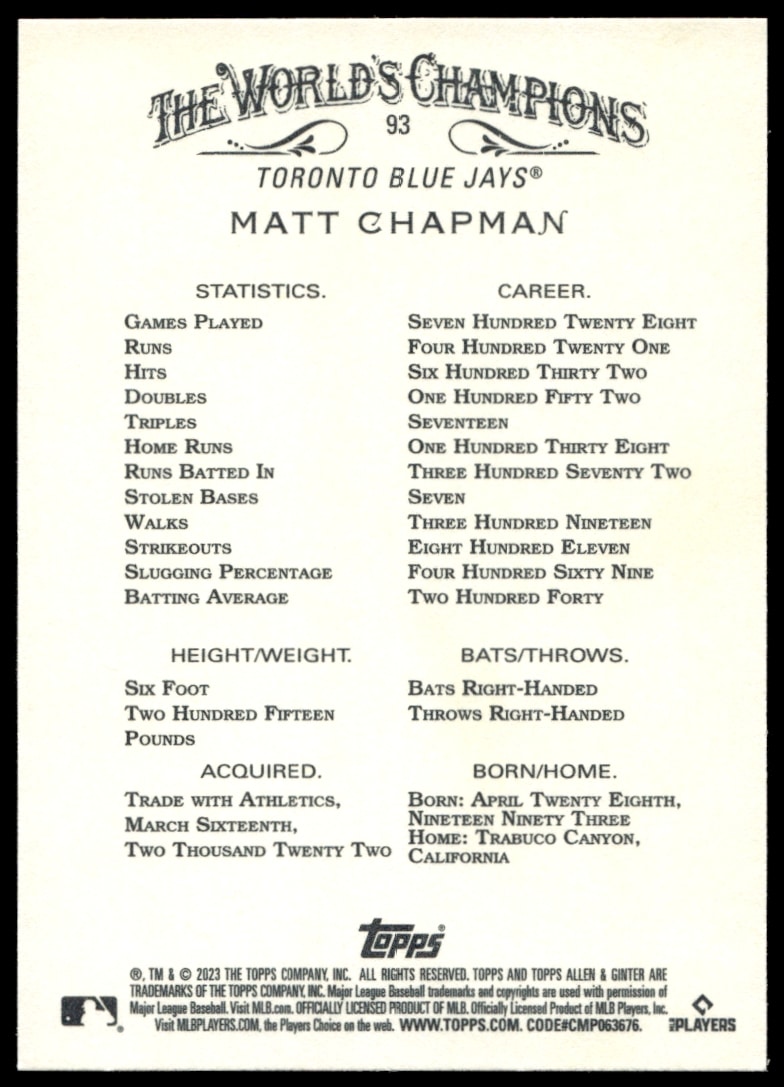 THE WORLD'S CHAMPIONS
93
TORONTO BLUE JAYS®
MATT CHAPMAN
STATISTICS. CAREER.
GAMES PLAYED SEVEN HUNDRED TWENTY EIGHT
RUNS FOUR HUNDRED TWENTY ONE
HITS SIX HUNDRED THIRTY TWO
DOUBLES ONE HUNDRED FIFTY TWO
TRIPLES SEVENTEEN
HOME RUNS ONE HUNDRED THIRTY EIGHT
RUNS BATTED IN THREE HUNDRED SEVENTY TWO
STOLEN BASES SEVEN
WALKS THREE HUNDRED NINETEEN
STRIKEOUTS EIGHT HUNDRED ELEVEN
SLUGGING PERCENTAGE FOUR HUNDRED SIXTY NINE
BATTING AVERAGE TWO HUNDRED FORTY
HEIGHT/WEIGHT.
SIX FOOT
TWO HUNDRED FIFTEEN
POUNDS
BATS/THROWS.
BATS RIGHT-HANDED
THROWS RIGHT-HANDED
ACQUIRED.
TRADE WITH ATHLETICS,
MARCH SIXTEENTH,
TWO THOUSAND TWENTY TWO
BORN/HOME.
BORN: APRIL TWENTY EIGHTH,
NINETEEN NINETY THREE
HOME: TRABUCO CANYON,
CALIFORNIA
topps®
®, TM & © 2023 THE TOPPS COMPANY, INC. ALL RIGHTS RESERVED. TOPPS AND TOPPS ALLEN & GINTER ARE
TRADEMARKS OF THE TOPPS COMPANY, INC. Major League Baseball trademarks and copyrights are used with permission of
Major League Baseball. Visit MLB.com. OFFICIALLY LICENSED PRODUCT OF MLB. Officially Licensed Product of MLB Players, Inc.
Visit MLBPLAYERS.COM, the Players Choice on the web. WWW.TOPPS.COM. CODE#CMP063676.
MLB PLAYERS